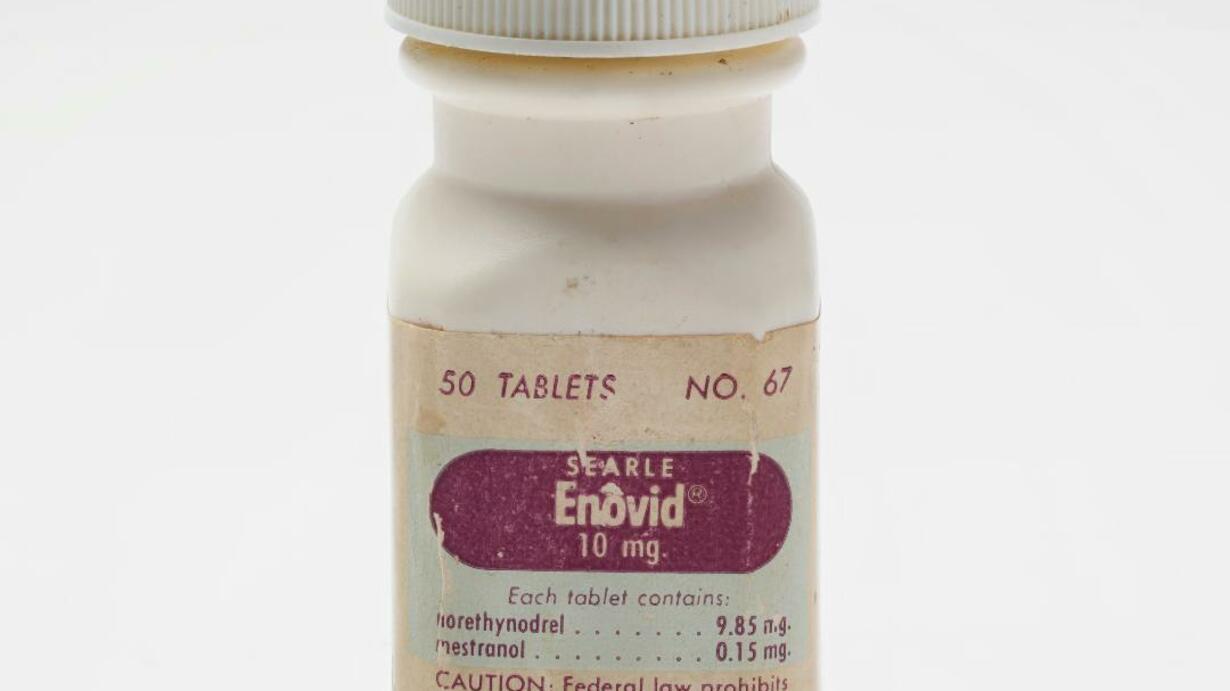 50 TABLETS NO. 67
SEARLE
Enôvid®
10 mg.
Each tablet contains:
norethynodrel . . . . . . . 9.85 mg.
mestranol . . . . . . . . . 0.15 mg.
CAUTION: Federal law prohibits